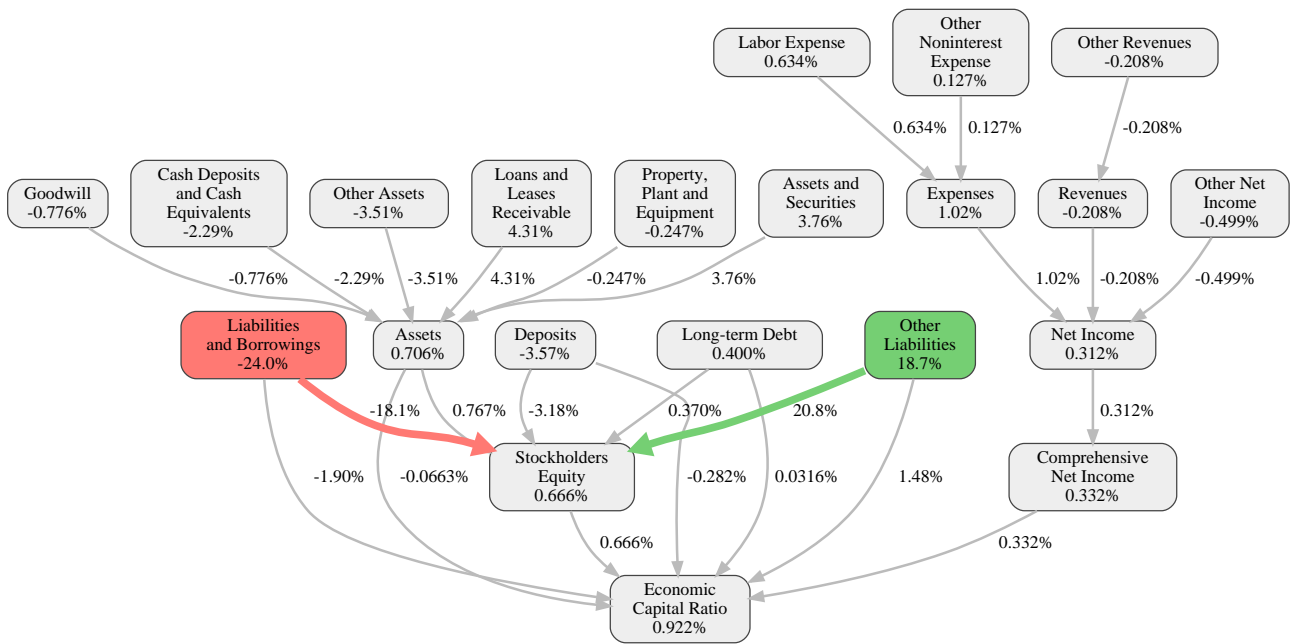 Labor Expense
0.634%
Other
Noninterest
Expense
0.127%
Other Revenues
-0.208%
0.634%
0.127%
-0.208%
Goodwill
-0.776%
Cash Deposits
and Cash
Equivalents
-2.29%
Other Assets
-3.51%
Loans and
Leases
Receivable
4.31%
Property,
Plant and
Equipment
-0.247%
Assets and
Securities
3.76%
Expenses
1.02%
Revenues
-0.208%
Other Net
Income
-0.499%
-0.776%
-2.29%
-3.51%
4.31%
-0.247%
3.76%
1.02%
-0.208%
-0.499%
Liabilities
and Borrowings
-24.0%
Assets
0.706%
Deposits
-3.57%
Long-term Debt
0.400%
Other
Liabilities
18.7%
Net Income
0.312%
-18.1%
0.767%
-3.18%
0.370%
20.8%
0.312%
Stockholders
Equity
0.666%
Comprehensive
Net Income
0.332%
-1.90%
-0.0663%
-0.282%
0.0316%
1.48%
0.666%
0.332%
Economic
Capital Ratio
0.922%